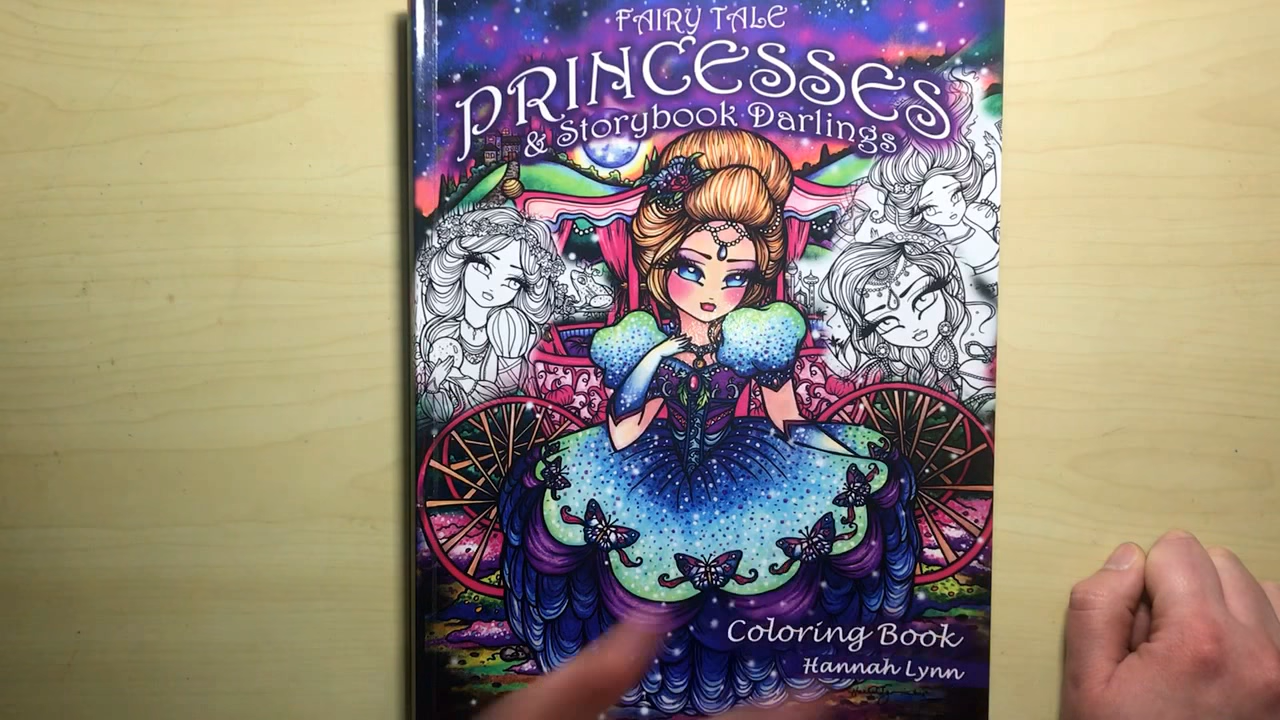 FAIRY TALE
PRINCESSES
& Storybook Darlings
Coloring Book
Hannah Lynn